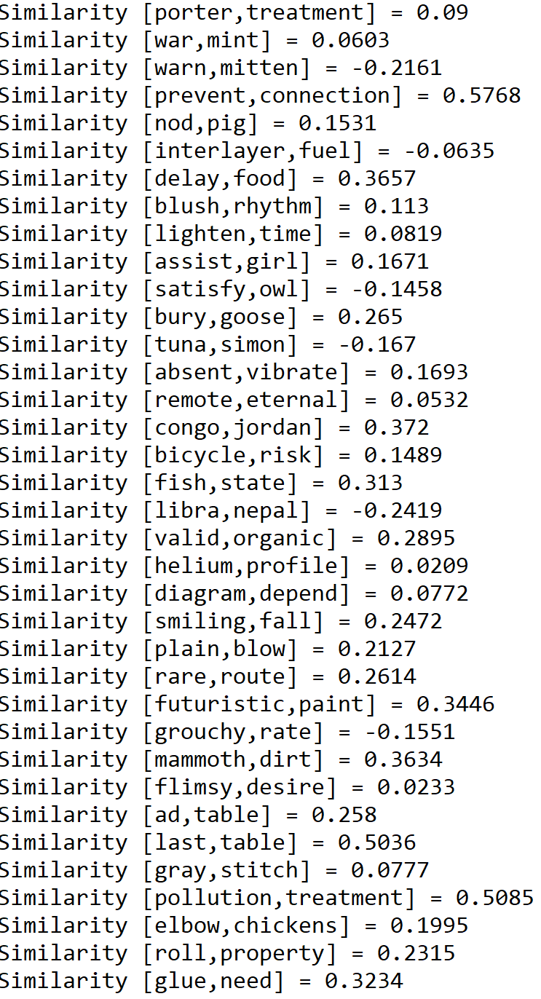 Similarity [porter,treatment] = 0.09
Similarity [war,mint] = 0.0603
Similarity [warn,mitten] = -0.2161
Similarity [prevent,connection] = 0.5768
Similarity [nod,pig] = 0.1531
Similarity [interlayer,fuel] = -0.0635
Similarity [delay,food] = 0.3657
Similarity [blush,rhythm] = 0.113
Similarity [lighten,time] = 0.0819
Similarity [assist,girl] = 0.1671
Similarity [satisfy,owl] = -0.1458
Similarity [bury,goose] = 0.265
Similarity [tuna,simon] = -0.167
Similarity [absent,vibrate] = 0.1693
Similarity [remote,eternal] = 0.0532
Similarity [congo,jordan] = 0.372
Similarity [bicycle,risk] = 0.1489
Similarity [fish,state] = 0.313
Similarity [libra,nepal] = -0.2419
Similarity [valid,organic] = 0.2895
Similarity [helium,profile] = 0.0209
Similarity [diagram,depend] = 0.0772
Similarity [smiling,fall] = 0.2472
Similarity [plain,blow] = 0.2127
Similarity [rare,route] = 0.2614
Similarity [futuristic,paint] = 0.3446
Similarity [grouchy,rate] = -0.1551
Similarity [mammoth,dirt] = 0.3634
Similarity [flimsy,desire] = 0.0233
Similarity [ad,table] = 0.258
Similarity [last,table] = 0.5036
Similarity [gray,stitch] = 0.0777
Similarity [pollution,treatment] = 0.5085
Similarity [elbow,chickens] = 0.1995
Similarity [roll,property] = 0.2315
Similarity [glue,need] = 0.3234